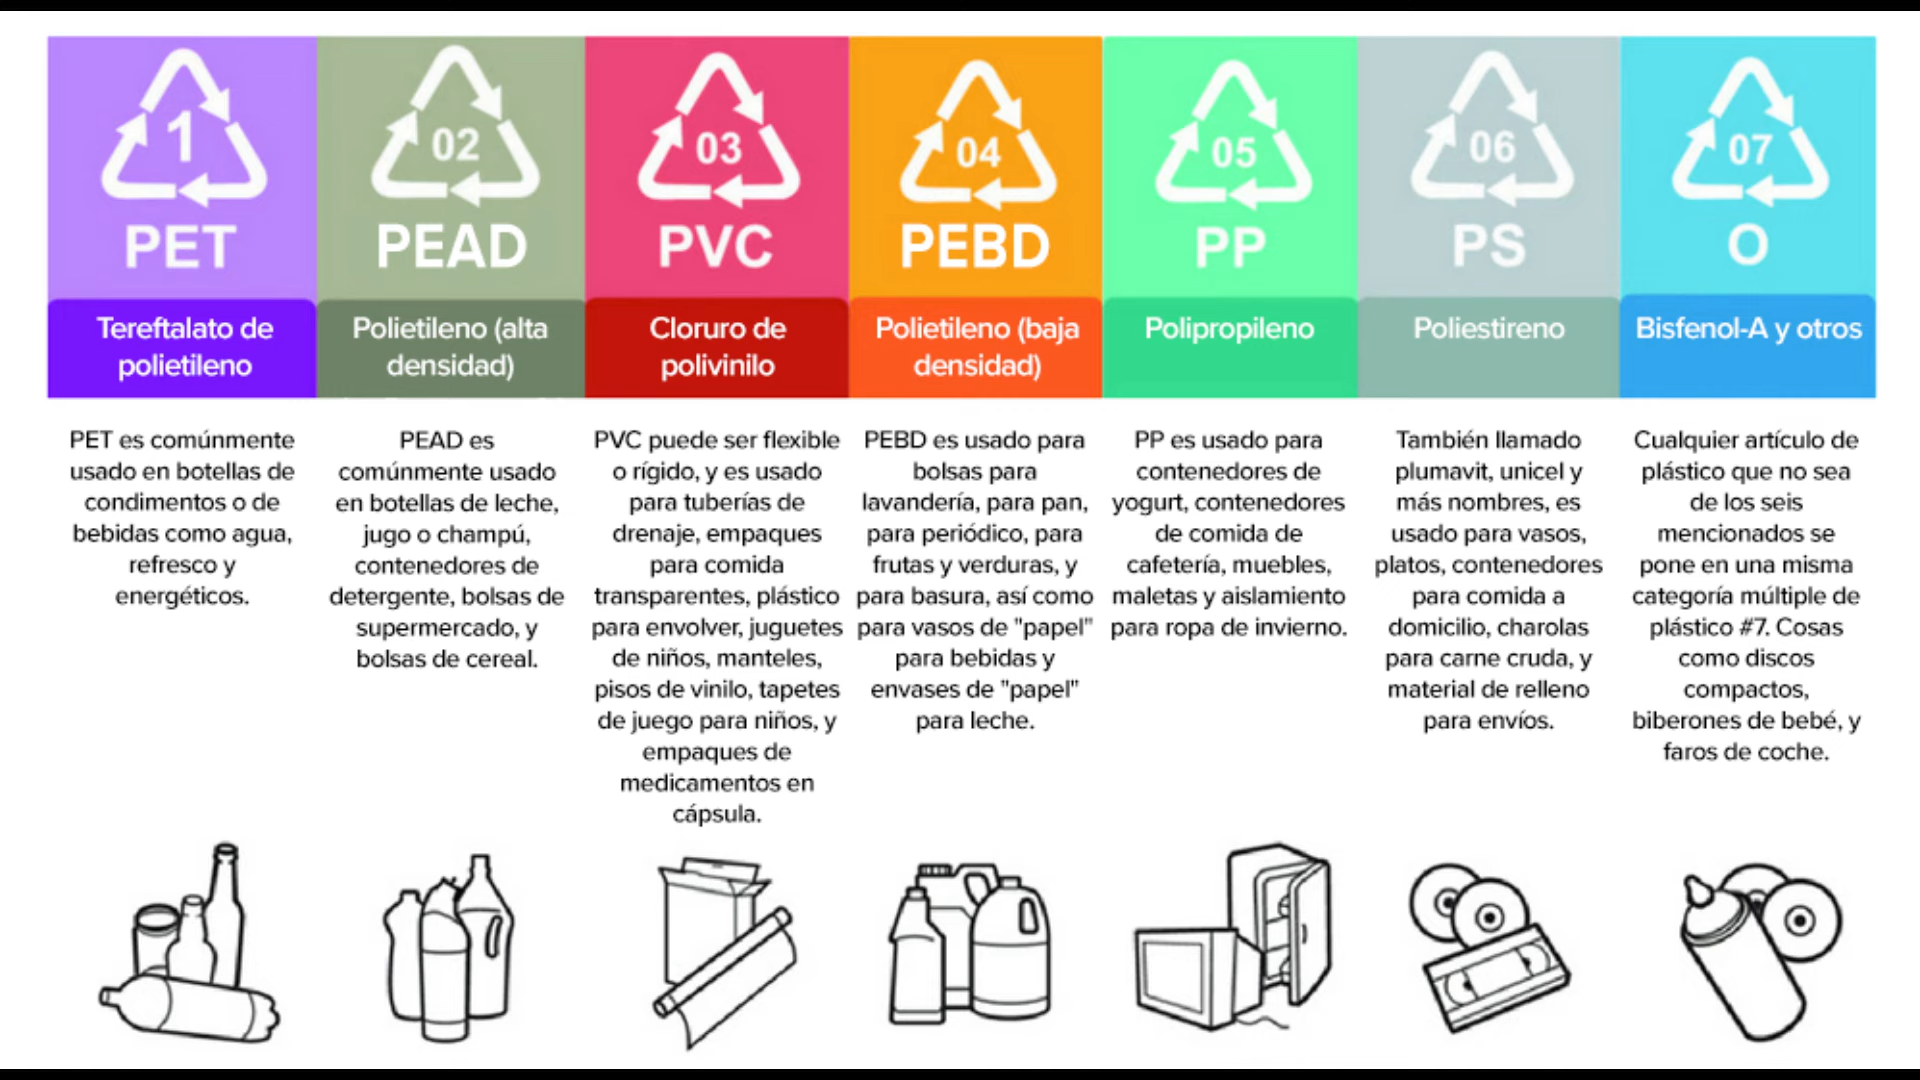 1
PET
Tereftalato de
polietileno
PET es comúnmente
usado en botellas de
condimentos o de
bebidas como agua,
refresco y
energéticos.
02
PEAD
Polietileno (alta
densidad)
PEAD es
comúnmente usado
en botellas de leche,
jugo o champú,
contenedores de
detergente, bolsas de
supermercado, y
bolsas de cereal.
03
PVC
Cloruro de
polivinilo
PVC puede ser flexible
o rígido, y es usado
para tuberías de
drenaje, empaques
para comida
transparentes, plástico
para envolver, juguetes
de niños, manteles,
pisos de vinilo, tapetes
de juego para niños, y
empaques de
medicamentos en
cápsula.
04
PEBD
Polietileno (baja
densidad)
PEBD es usado para
bolsas para
lavandería, para pan,
para periódico, para
frutas y verduras, y
para basura, así como
para vasos de "papel"
para bebidas y
envases de "papel"
para leche.
05
PP
Polipropileno
PP es usado para
contenedores de
yogurt, contenedores
de comida de
cafetería, muebles,
maletas y aislamiento
para ropa de invierno.
06
PS
Poliestireno
También llamado
plumavit, unicel y
más nombres, es
usado para vasos,
platos, contenedores
para comida a
domicilio, charolas
para carne cruda, y
material de relleno
para envíos.
07
O
Bisfenol-A y otros
Cualquier artículo de
plástico que no sea
de los seis
mencionados se
pone en una misma
categoría múltiple de
plástico #7. Cosas
como discos
compactos,
biberones de bebé, y
faros de coche.